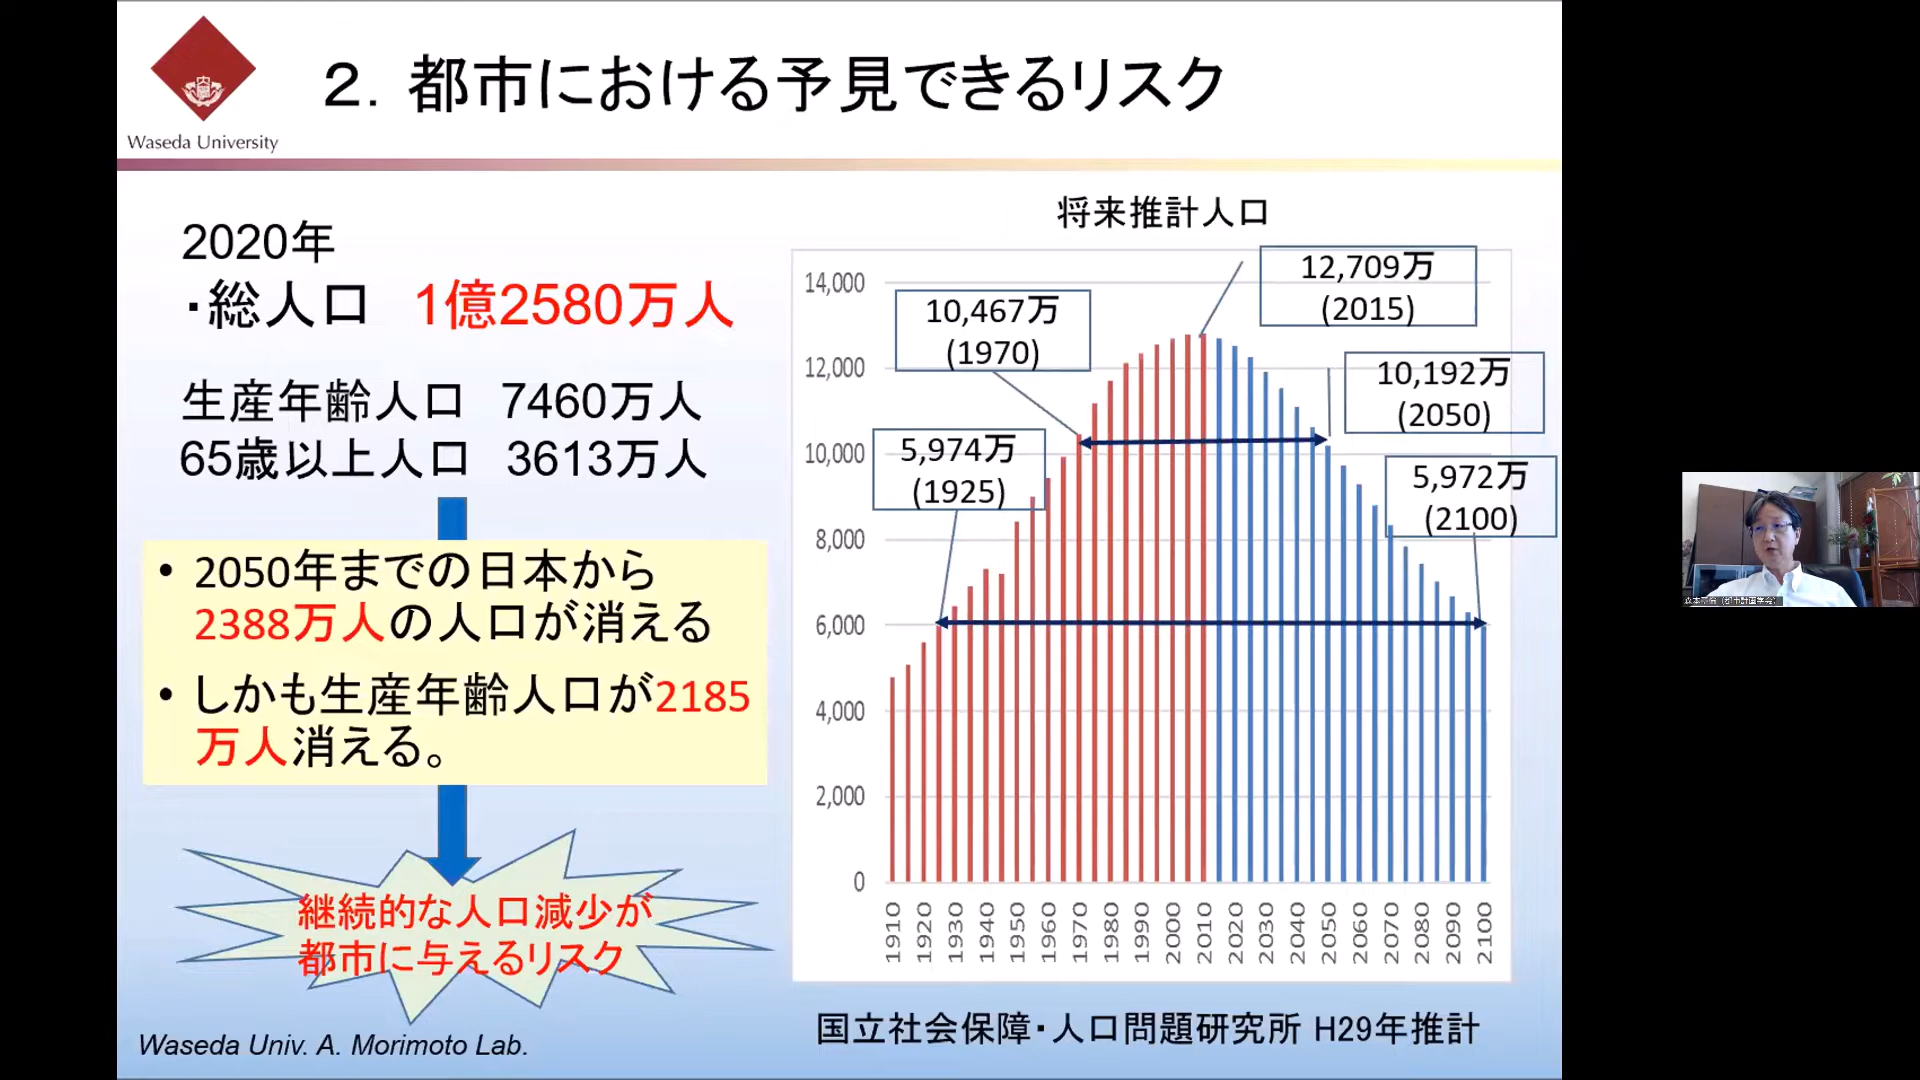 Waseda University
２．都市における予見できるリスク
2020年
・総人口　1億2580万人
生産年齢人口　7460万人
65歳以上人口　3613万人
• 2050年までの日本から
2388万人の人口が消える
• しかも生産年齢人口が2185
万人消える。
継続的な人口減少が
都市に与えるリスク
Waseda Univ. A. Morimoto Lab.
将来推計人口
14,000
12,000
10,000
8,000
6,000
4,000
2,000
0
10,467万
(1970)
12,709万
(2015)
10,192万
(2050)
5,974万
(1925)
5,972万
(2100)
1910
1920
1930
1940
1950
1960
1970
1980
1990
2000
2010
2020
2030
2040
2050
2060
2070
2080
2090
2100
国立社会保障・人口問題研究所 H29年推計